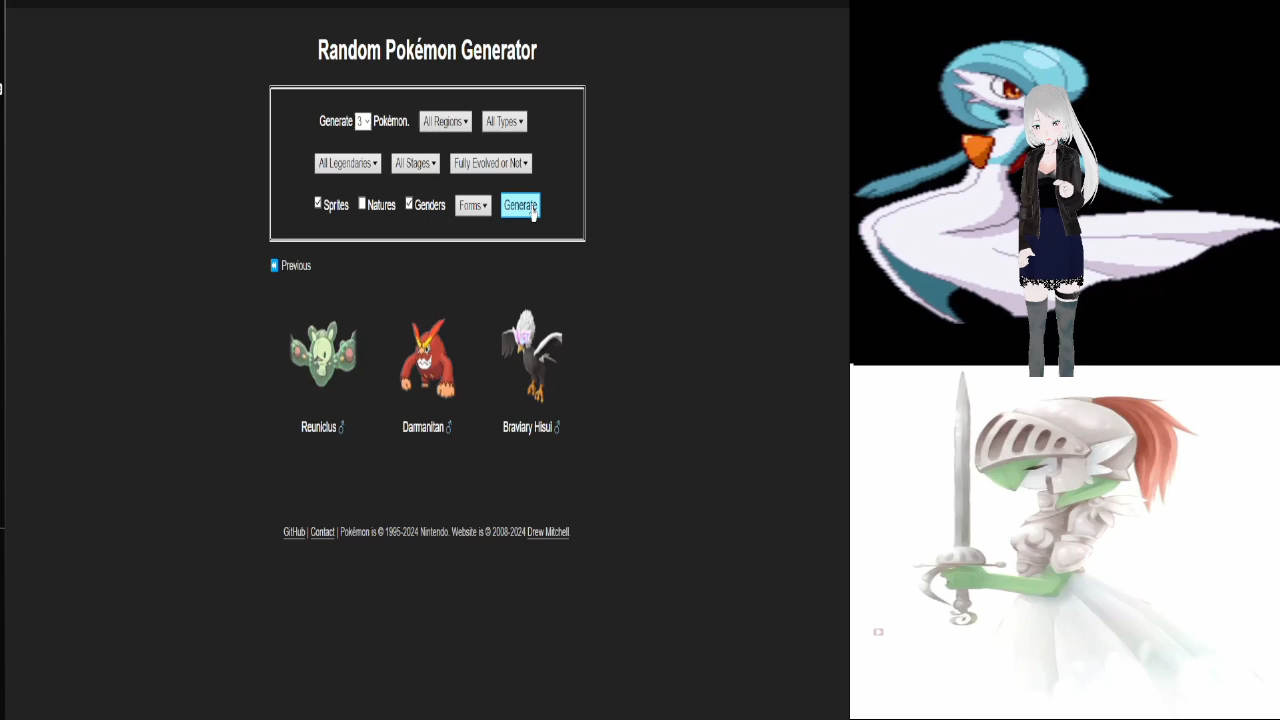 Random Pokémon Generator
Generate 3 Pokémon. All Regions All Types
All Legendaries All Stages Fully Evolved or Not
Sprites Natures Genders Forms Generate
Previous
Reuniclus ♂ Darmanitan ♂ Braviary Hisui ♂
GitHub | Contact | Pokémon is © 1995-2024 Nintendo. Website is © 2008-2024 Drew Mitchell